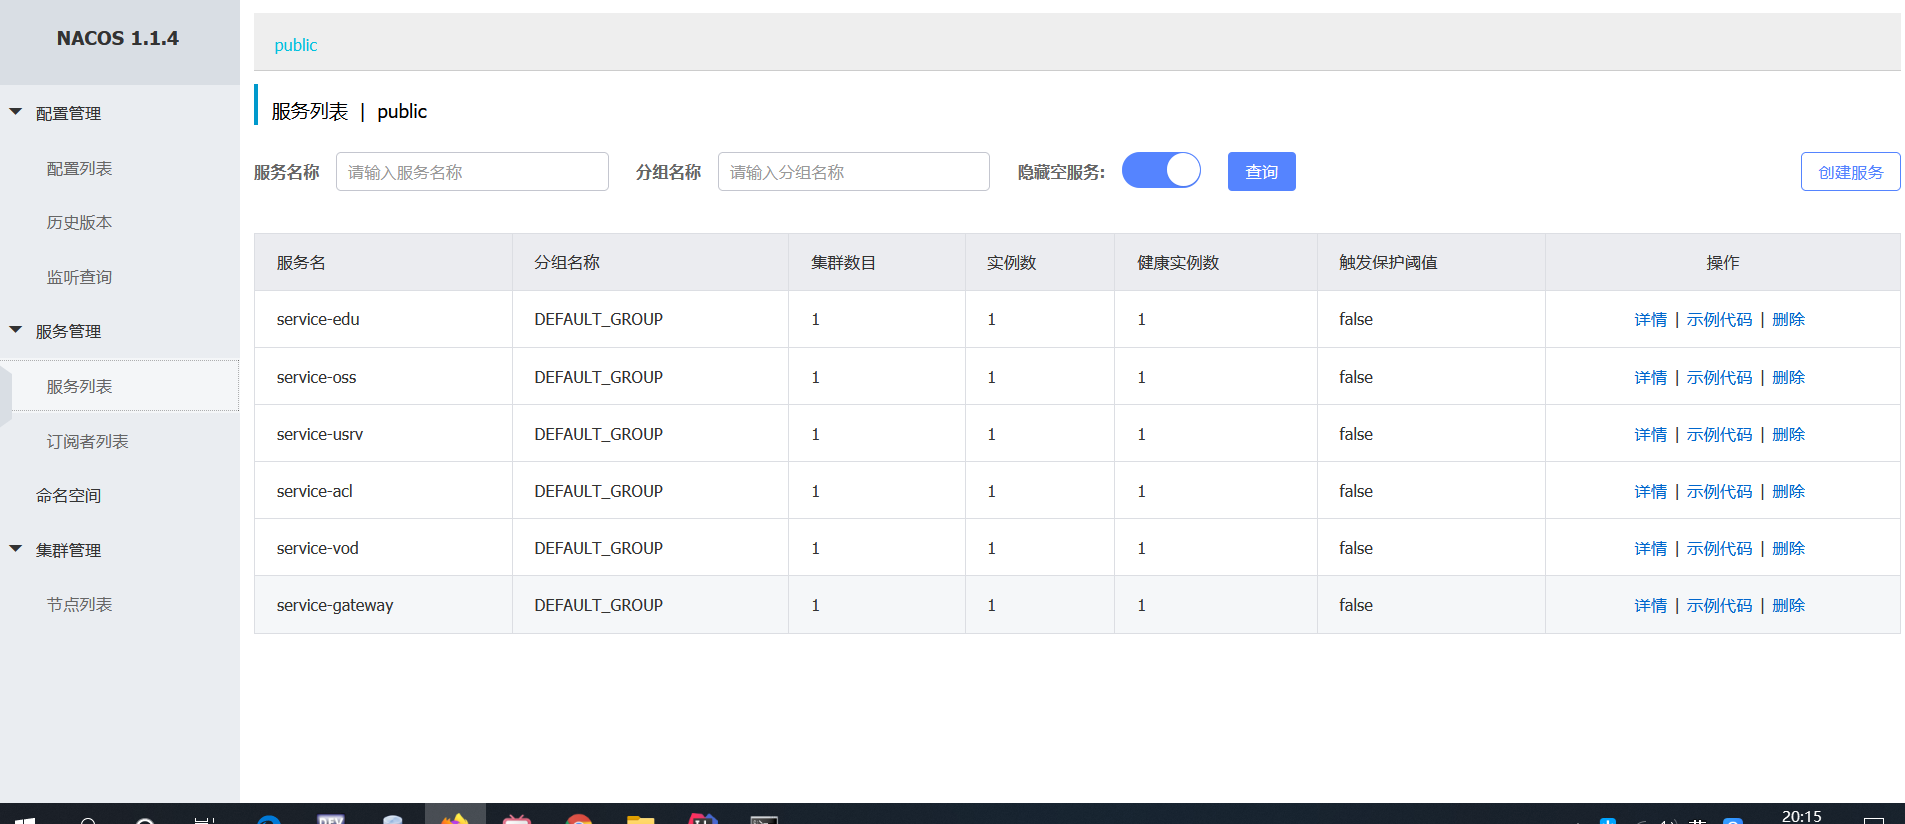 NACOS 1.1.4
配置管理
配置列表
历史版本
监听查询
服务管理
服务列表
订阅者列表
命名空间
集群管理
节点列表
public
服务列表 | public
服务名称 请输入服务名称 分组名称 请输入分组名称 隐藏空服务: 查询 创建服务
服务名 分组名称 集群数目 实例数 健康实例数 触发保护阈值 操作
service-edu DEFAULT_GROUP 1 1 1 false 详情 | 示例代码 | 删除
service-oss DEFAULT_GROUP 1 1 1 false 详情 | 示例代码 | 删除
service-usrv DEFAULT_GROUP 1 1 1 false 详情 | 示例代码 | 删除
service-acl DEFAULT_GROUP 1 1 1 false 详情 | 示例代码 | 删除
service-vod DEFAULT_GROUP 1 1 1 false 详情 | 示例代码 | 删除
service-gateway DEFAULT_GROUP 1 1 1 false 详情 | 示例代码 | 删除
DEV
20:15